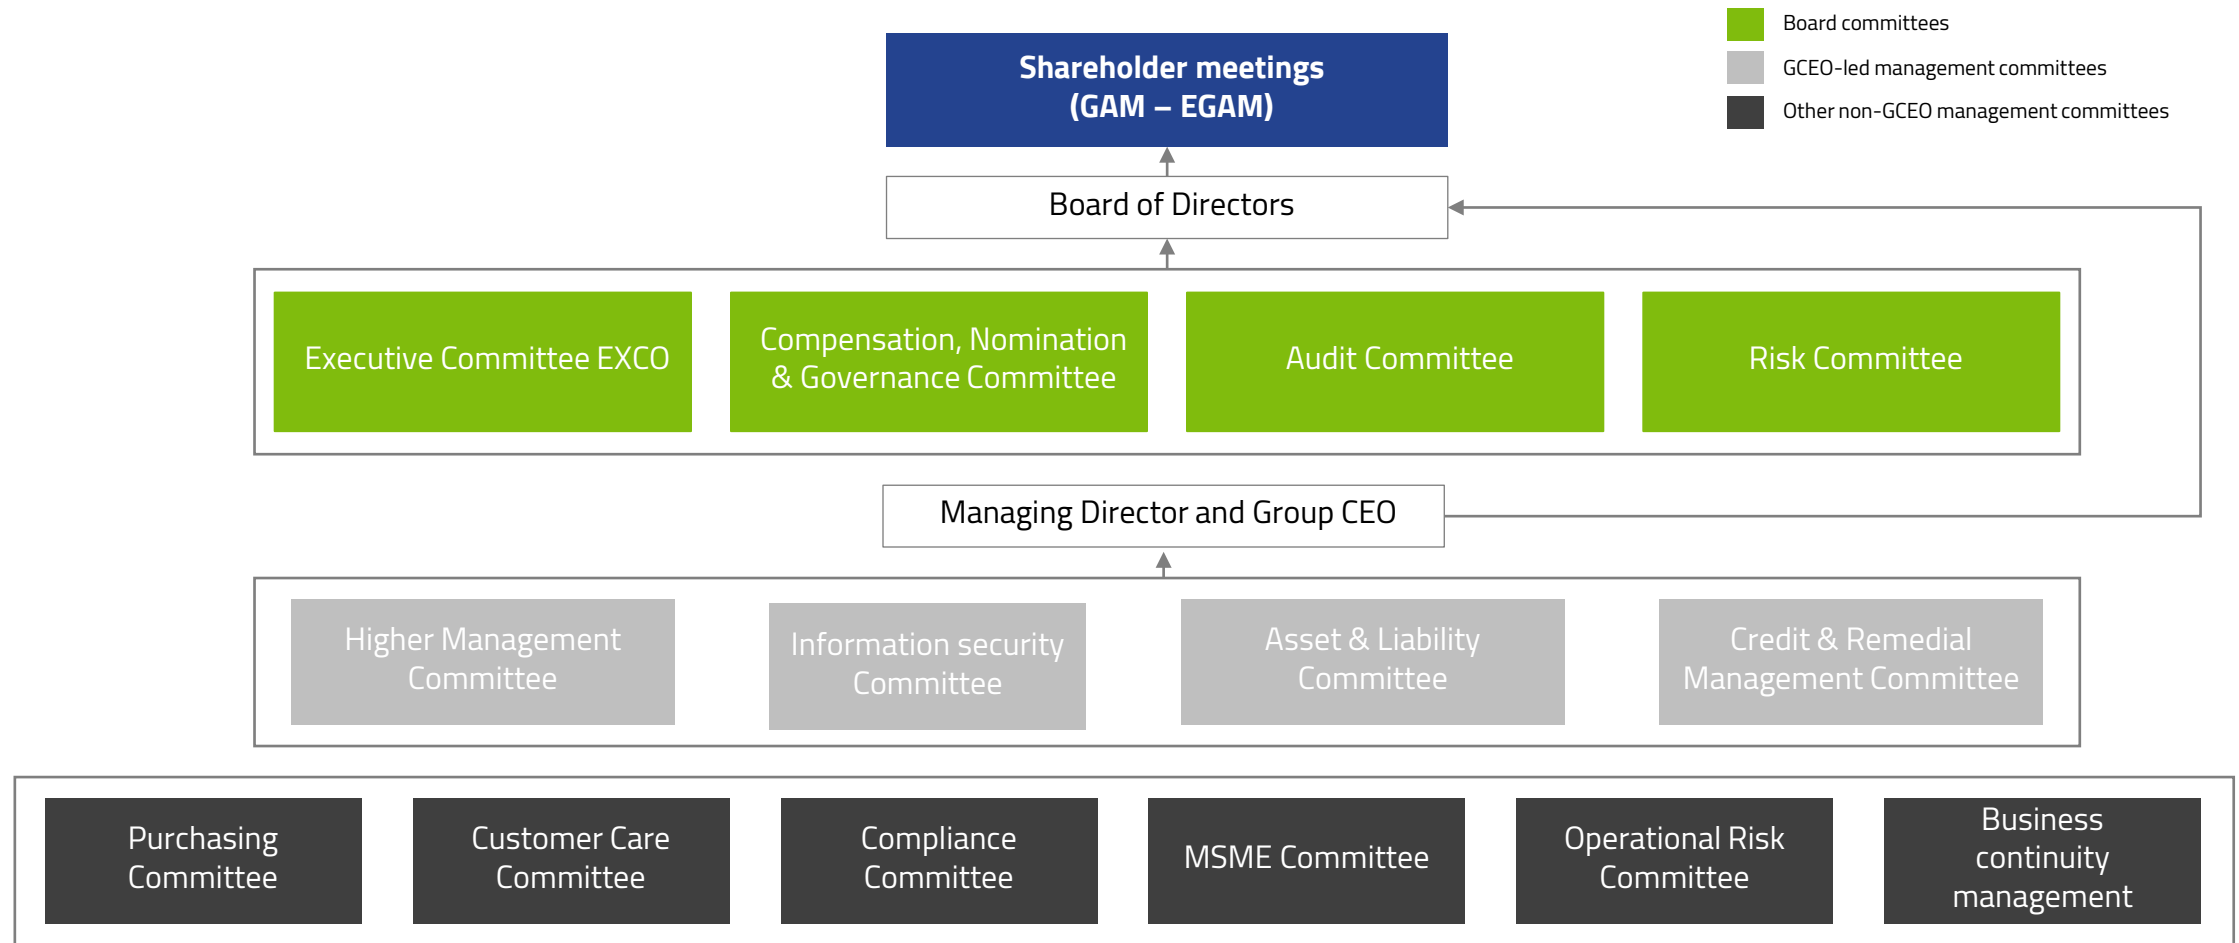 Board committees
GCEO-led management committees
Other non-GCEO management committees
Shareholder meetings
(GAM – EGAM)
Board of Directors
Executive Committee EXCO
Compensation, Nomination
& Governance Committee
Audit Committee
Risk Committee
Managing Director and Group CEO
Higher Management
Committee
Information security
Committee
Asset & Liability
Committee
Credit & Remedial
Management Committee
Purchasing
Committee
Customer Care
Committee
Compliance
Committee
MSME Committee
Operational Risk
Committee
Business
continuity
management